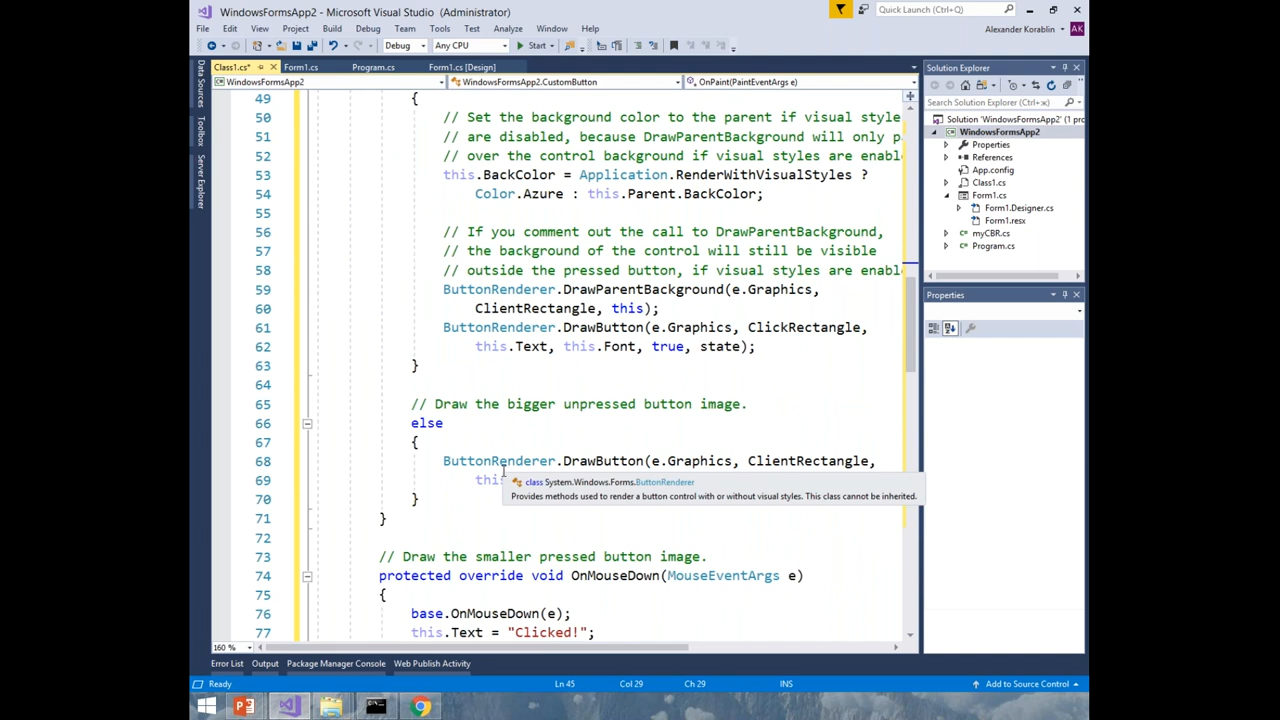 WindowsFormsApp2 - Microsoft Visual Studio (Administrator)
Quick Launch (Ctrl+Q)
File Edit View Project Build Debug Team Tools Test Analyze Window Help
Alexander Korablin AK
Debug Any CPU Start
Class1.cs* Form1.cs Program.cs Form1.cs [Design]
WindowsFormsApp2 WindowsFormsApp2.CustomButton OnPaint(PaintEventArgs e)
Data Sources
Toolbox
Server Explorer
49 {
50 // Set the background color to the parent if visual style
51 // are disabled, because DrawParentBackground will only p
52 // over the control background if visual styles are enabl
53 this.BackColor = Application.RenderWithVisualStyles ?
54 Color.Azure : this.Parent.BackColor;
55
56 // If you comment out the call to DrawParentBackground,
57 // the background of the control will still be visible
58 // outside the pressed button, if visual styles are enabl
59 ButtonRenderer.DrawParentBackground(e.Graphics,
60 ClientRectangle, this);
61 ButtonRenderer.DrawButton(e.Graphics, ClickRectangle,
62 this.Text, this.Font, true, state);
63 }
64
65 // Draw the bigger unpressed button image.
66 else
67 {
68 ButtonRenderer.DrawButton(e.Graphics, ClientRectangle,
69 this
class System.Windows.Forms.ButtonRenderer
Provides methods used to render a button control with or without visual styles. This class cannot be inherited.
70 }
71 }
72
73 // Draw the smaller pressed button image.
74 protected override void OnMouseDown(MouseEventArgs e)
75 {
76 base.OnMouseDown(e);
77 this.Text = "Clicked!";
160 %
Solution Explorer
Search Solution Explorer (Ctrl+ж)
Solution 'WindowsFormsApp2' (1 pro
WindowsFormsApp2
Properties
References
App.config
Class1.cs
Form1.cs
Form1.Designer.cs
Form1.resx
myCBR.cs
Program.cs
Properties
Error List Output Package Manager Console Web Publish Activity
Ready Ln 45 Col 29 Ch 29 INS Add to Source Control